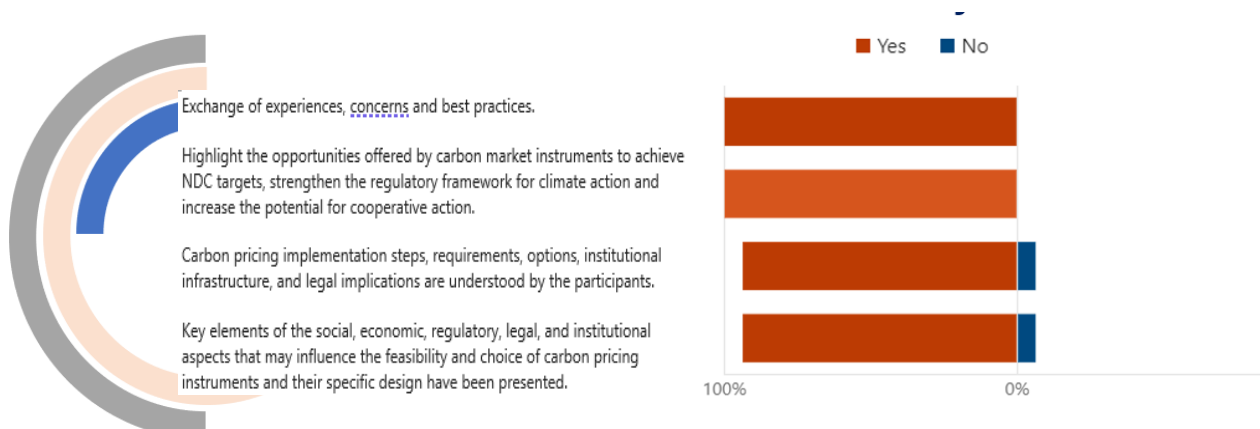 Yes No
Exchange of experiences, concerns and best practices.
Highlight the opportunities offered by carbon market instruments to achieve
NDC targets, strengthen the regulatory framework for climate action and
increase the potential for cooperative action.
Carbon pricing implementation steps, requirements, options, institutional
infrastructure, and legal implications are understood by the participants.
Key elements of the social, economic, regulatory, legal, and institutional
aspects that may influence the feasibility and choice of carbon pricing
instruments and their specific design have been presented.
100% 0%